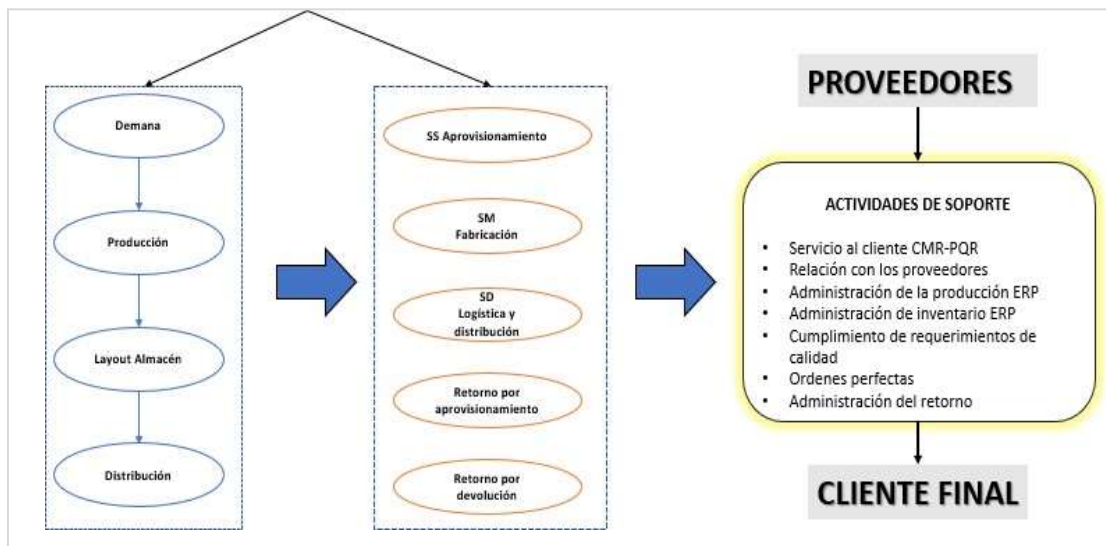 Demana
Producción
Layout Almacén
Distribución
SS Aprovisionamiento
SM
Fabricación
SD
Logística y
distribución
Retorno por
aprovisionamiento
Retorno por
devolución
PROVEEDORES
ACTIVIDADES DE SOPORTE
• Servicio al cliente CMR-PQR
• Relación con los proveedores
• Administración de la producción ERP
• Administración de inventario ERP
• Cumplimiento de requerimientos de
calidad
• Ordenes perfectas
• Administración del retorno
CLIENTE FINAL